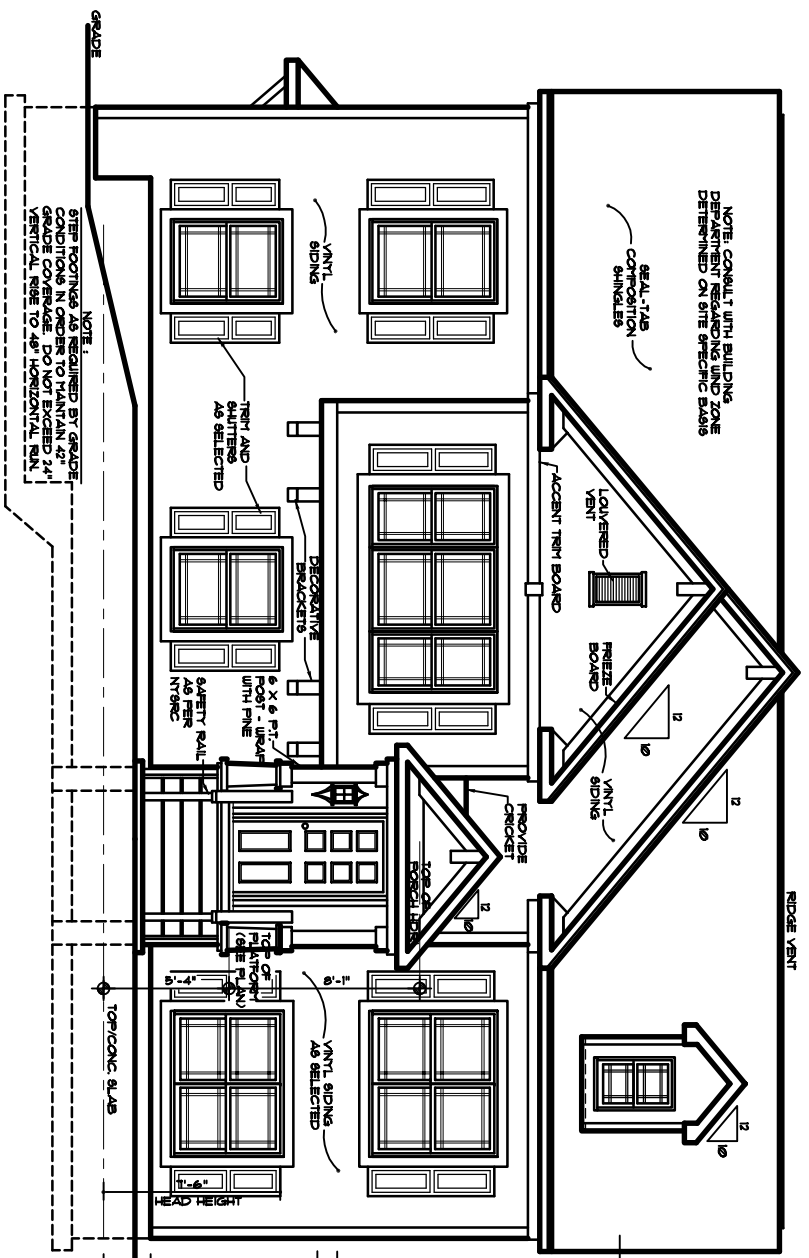 RIDGE VENT
NOTE: CONSULT WITH BUILDING
DEPARTMENT REGARDING WIND ZONE
DETERMINED ON SITE SPECIFIC BASIS
SEAL-TAB
COMPOSITION
SHINGLES
LOUVERED
VENT
FRIEZE
BOARD
12
10
12
10
12
10
VINYL
SIDING
ACCENT TRIM BOARD
PROVIDE
CRICKET
12
10
TOP OF
PORCH HDR
VINYL
SIDING
TRIM AND
SHUTTERS
AS SELECTED
DECORATIVE
BRACKETS
6 X 6 P.T.
POST - WRAP
WITH PINE
SAFETY RAIL
AS PER
NYSRC
TOP OF
PLATFORM
(SEE PLAN)
8'-1"
5'-4"
VINYL SIDING
AS SELECTED
7'-6"
HEAD HEIGHT
TOP/CONC. SLAB
GRADE
NOTE :
STEP FOOTINGS AS REQUIRED BY GRADE
CONDITIONS IN ORDER TO MAINTAIN 42"
GRADE COVERAGE. DO NOT EXCEED 24"
VERTICAL RISE TO 48" HORIZONTAL RUN.